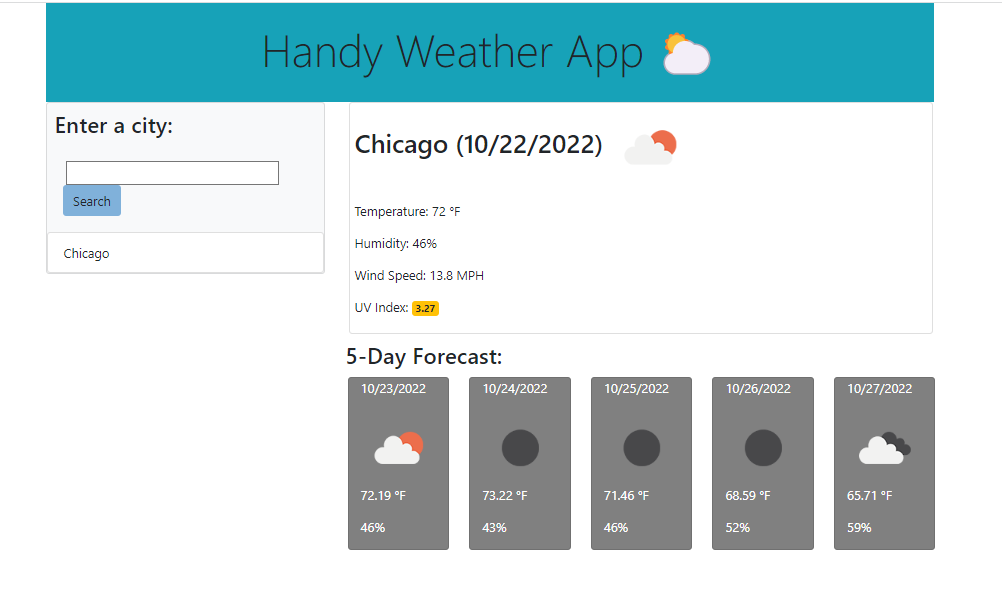 Handy Weather App
Enter a city:
Search
Chicago
Chicago (10/22/2022)
Temperature: 72 °F
Humidity: 46%
Wind Speed: 13.8 MPH
UV Index: 3.27
5-Day Forecast:
10/23/2022
72.19 °F
46%
10/24/2022
73.22 °F
43%
10/25/2022
71.46 °F
46%
10/26/2022
68.59 °F
52%
10/27/2022
65.71 °F
59%